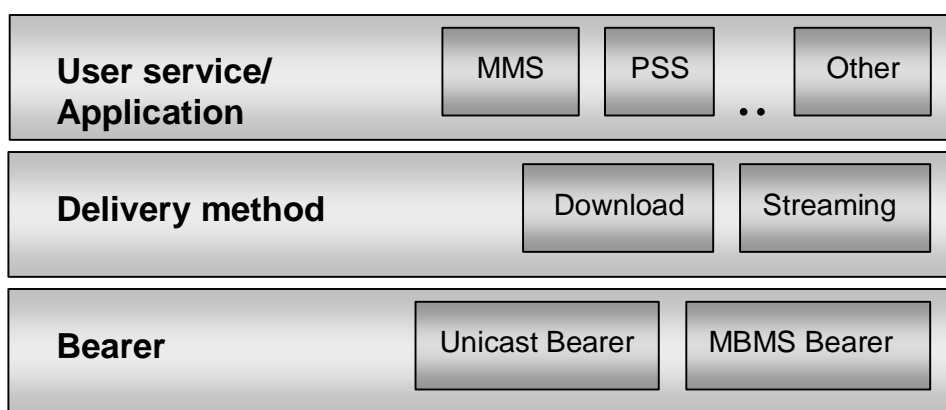 User service/
Application
MMS
PSS
..
Other
Delivery method
Download
Streaming
Bearer
Unicast Bearer
MBMS Bearer